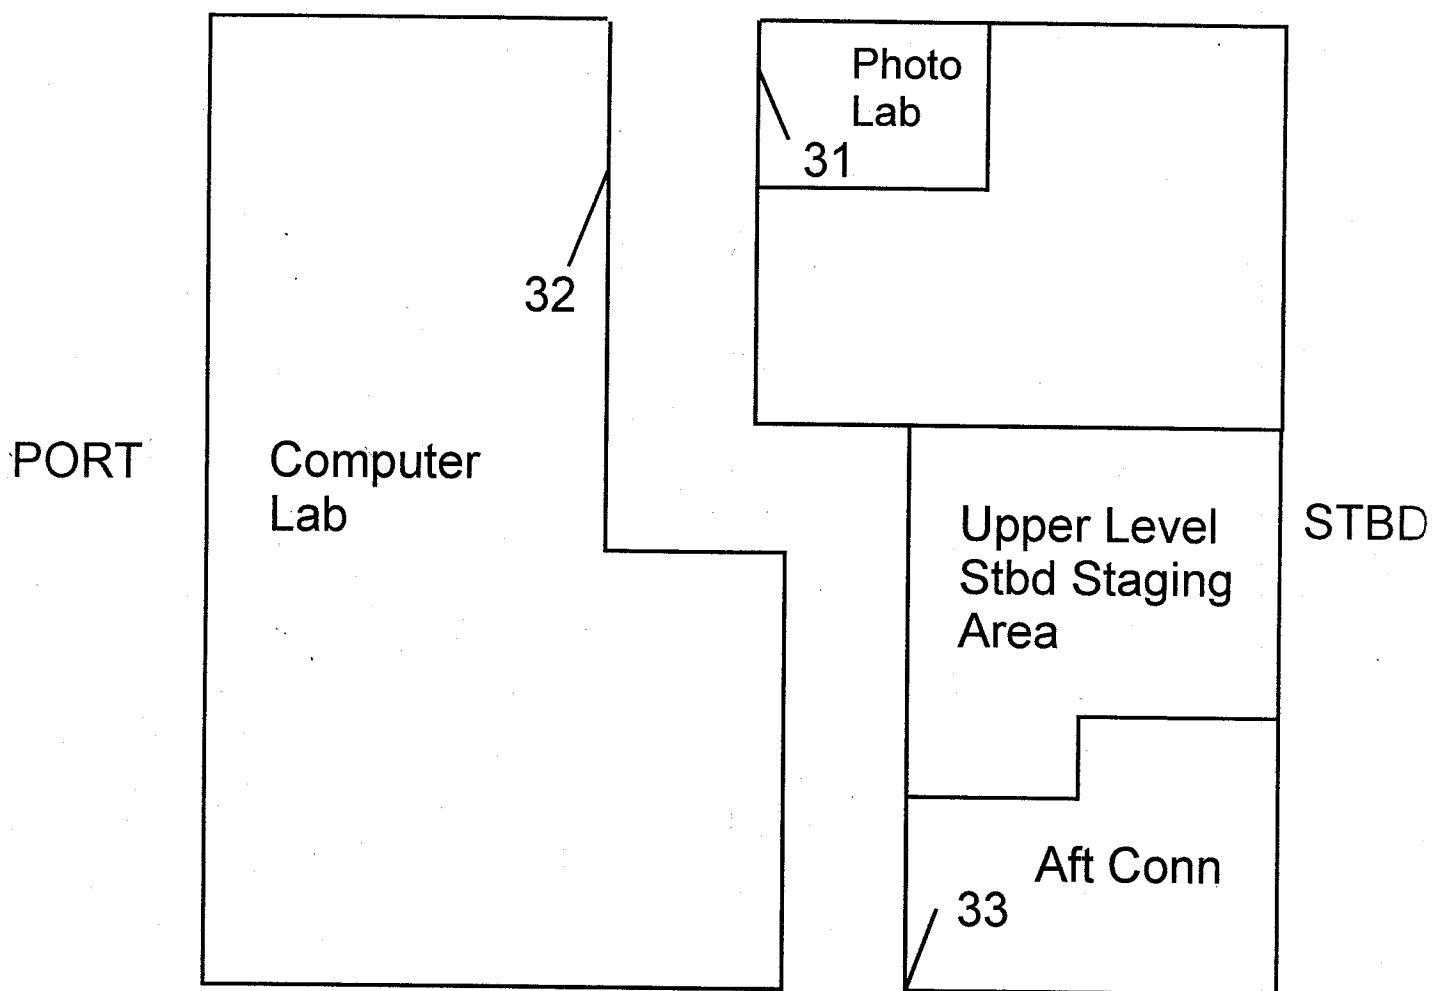 Photo
Lab
31
32
PORT
Computer
Lab
Upper Level
Stbd Staging
Area
STBD
Aft Conn
33